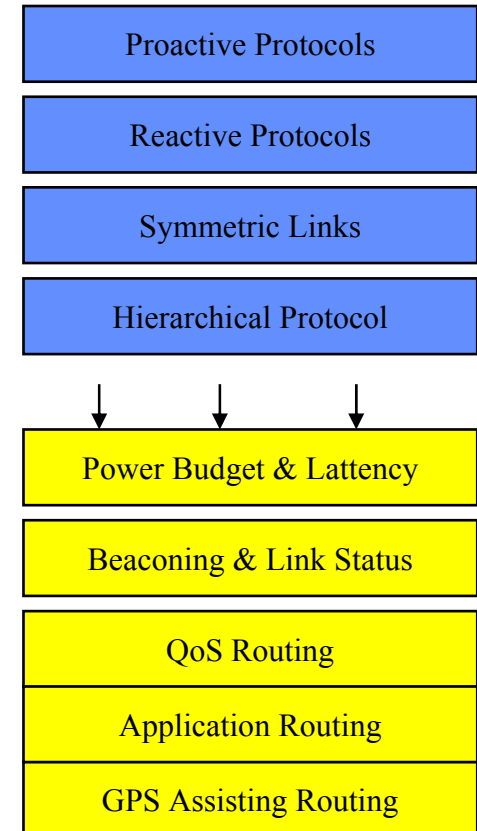 Proactive Protocols
Reactive Protocols
Symmetric Links
Hierarchical Protocol
Power Budget & Lattency
Beaconing & Link Status
QoS Routing
Application Routing
GPS Assisting Routing